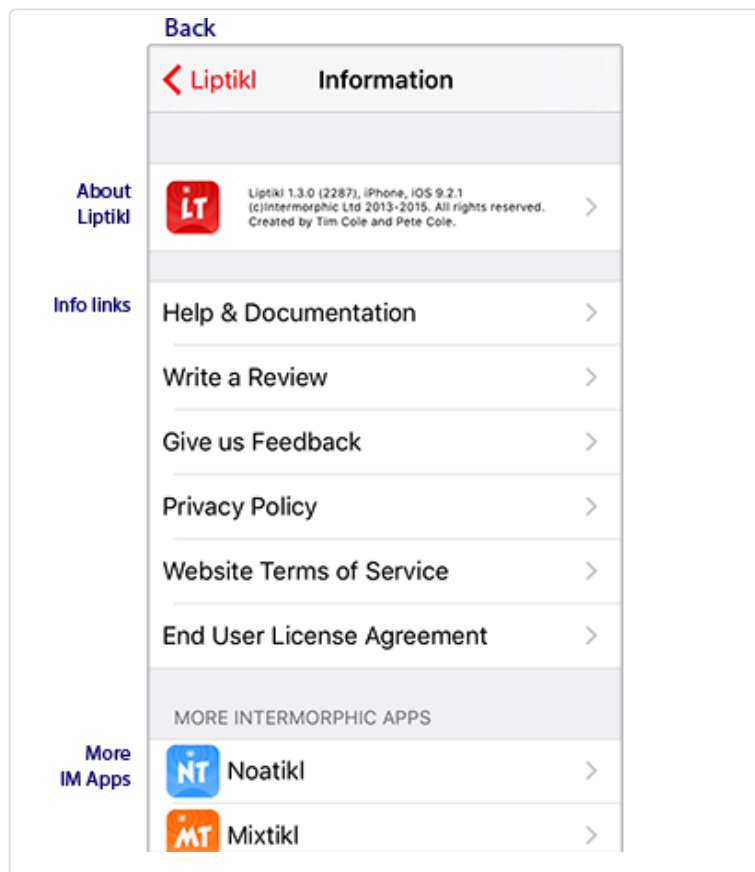 Back
Liptikl Information
About
Liptikl
LT
Liptikl 1.3.0 (2287), iPhone, iOS 9.2.1
(c)Intermorphic Ltd 2013-2015. All rights reserved.
Created by Tim Cole and Pete Cole.
Info links
Help & Documentation
Write a Review
Give us Feedback
Privacy Policy
Website Terms of Service
End User License Agreement
MORE INTERMORPHIC APPS
More
IM Apps
NT Noatikl
MT Mixtikl